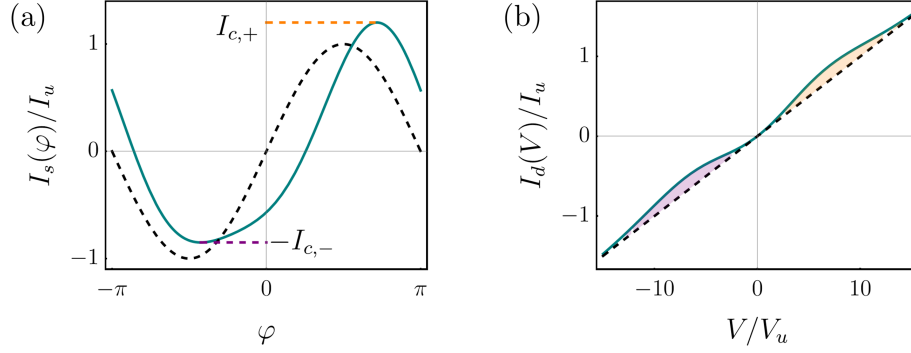 (a)
I_{c,+}
1
0
−1
I_s(φ)/I_u
−I_{c,−}
−π
0
π
φ
(b)
1
0
−1
I_d(V)/I_u
−10
0
10
V/V_u